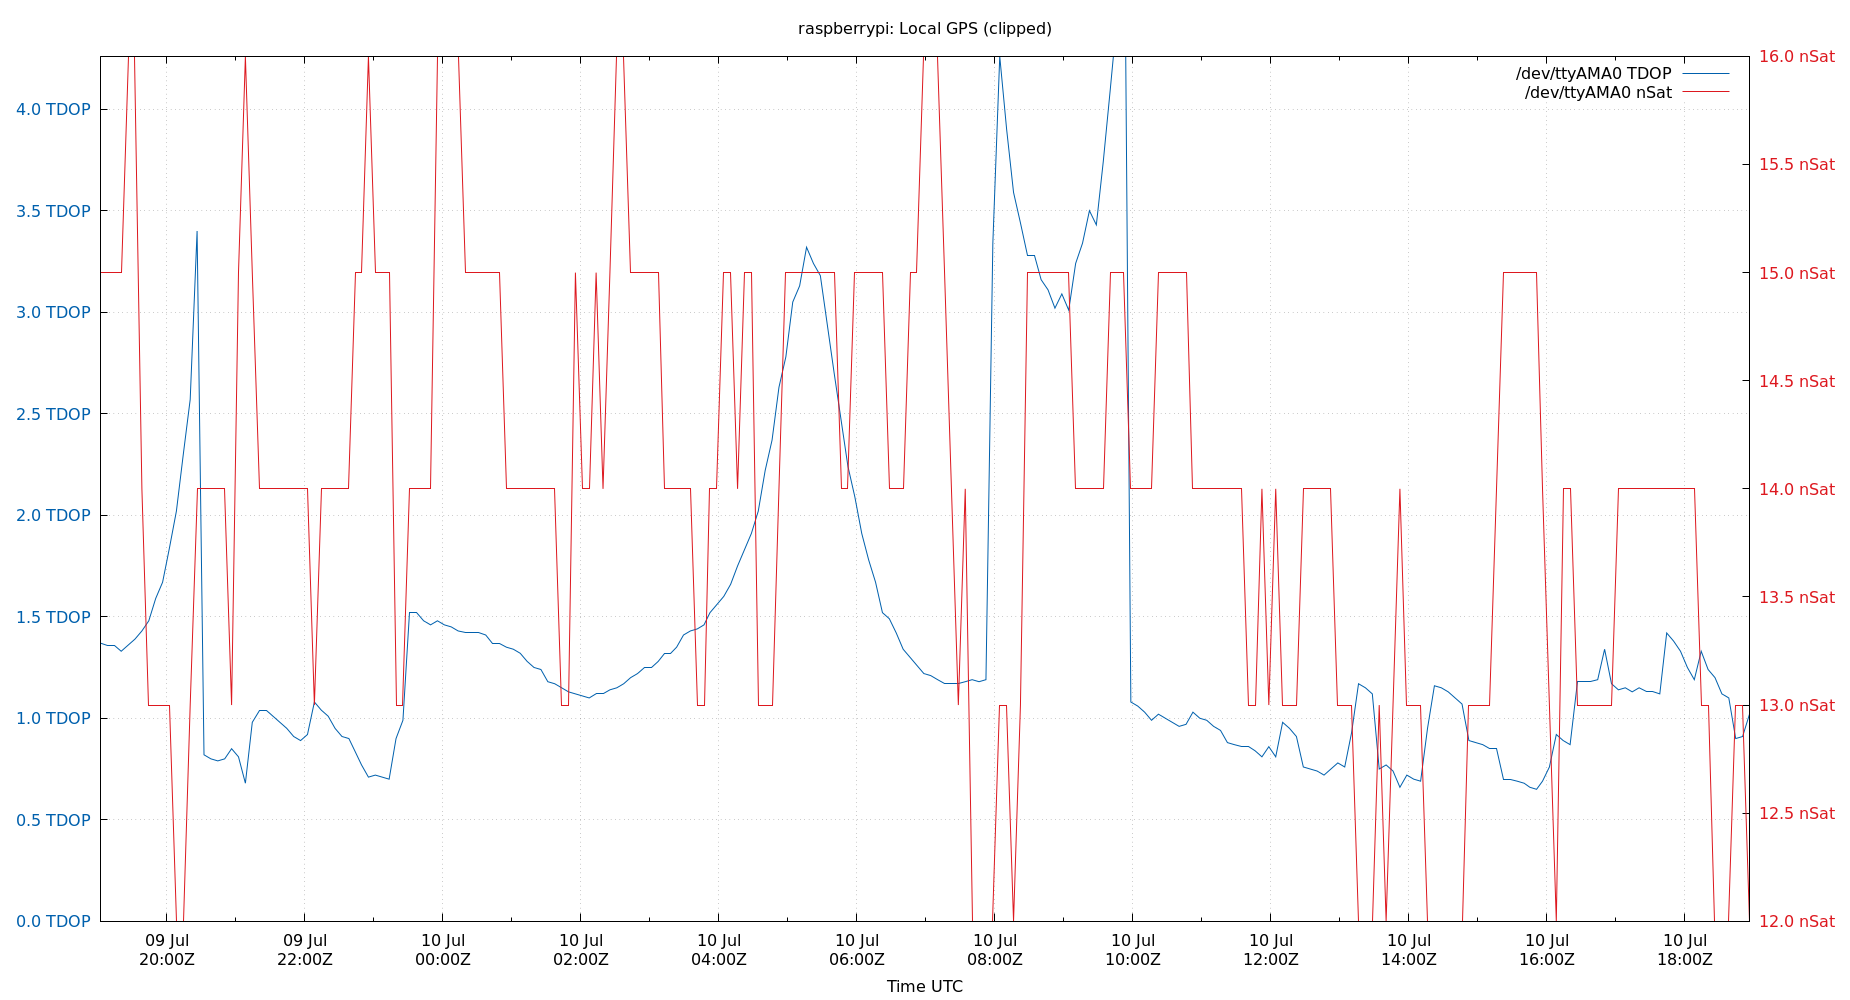 raspberrypi: Local GPS (clipped)
/dev/ttyAMA0 TDOP
/dev/ttyAMA0 nSat
4.0 TDOP
3.5 TDOP
3.0 TDOP
2.5 TDOP
2.0 TDOP
1.5 TDOP
1.0 TDOP
0.5 TDOP
0.0 TDOP
16.0 nSat
15.5 nSat
15.0 nSat
14.5 nSat
14.0 nSat
13.5 nSat
13.0 nSat
12.5 nSat
12.0 nSat
09 Jul
20:00Z
09 Jul
22:00Z
10 Jul
00:00Z
10 Jul
02:00Z
10 Jul
04:00Z
10 Jul
06:00Z
10 Jul
08:00Z
10 Jul
10:00Z
10 Jul
12:00Z
10 Jul
14:00Z
10 Jul
16:00Z
10 Jul
18:00Z
Time UTC